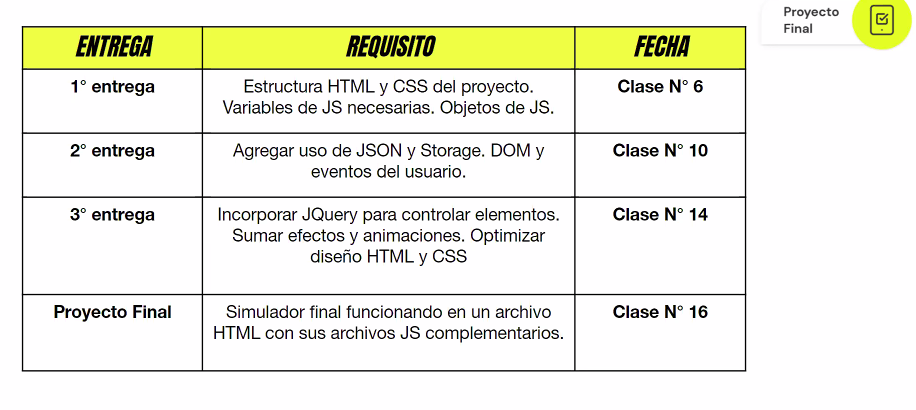 Proyecto
Final
ENTREGA REQUISITO FECHA
1° entrega Estructura HTML y CSS del proyecto. Clase N° 6
Variables de JS necesarias. Objetos de JS.
2° entrega Agregar uso de JSON y Storage. DOM y Clase N° 10
eventos del usuario.
3° entrega Incorporar JQuery para controlar elementos. Clase N° 14
Sumar efectos y animaciones. Optimizar
diseño HTML y CSS
Proyecto Final Simulador final funcionando en un archivo Clase N° 16
HTML con sus archivos JS complementarios.